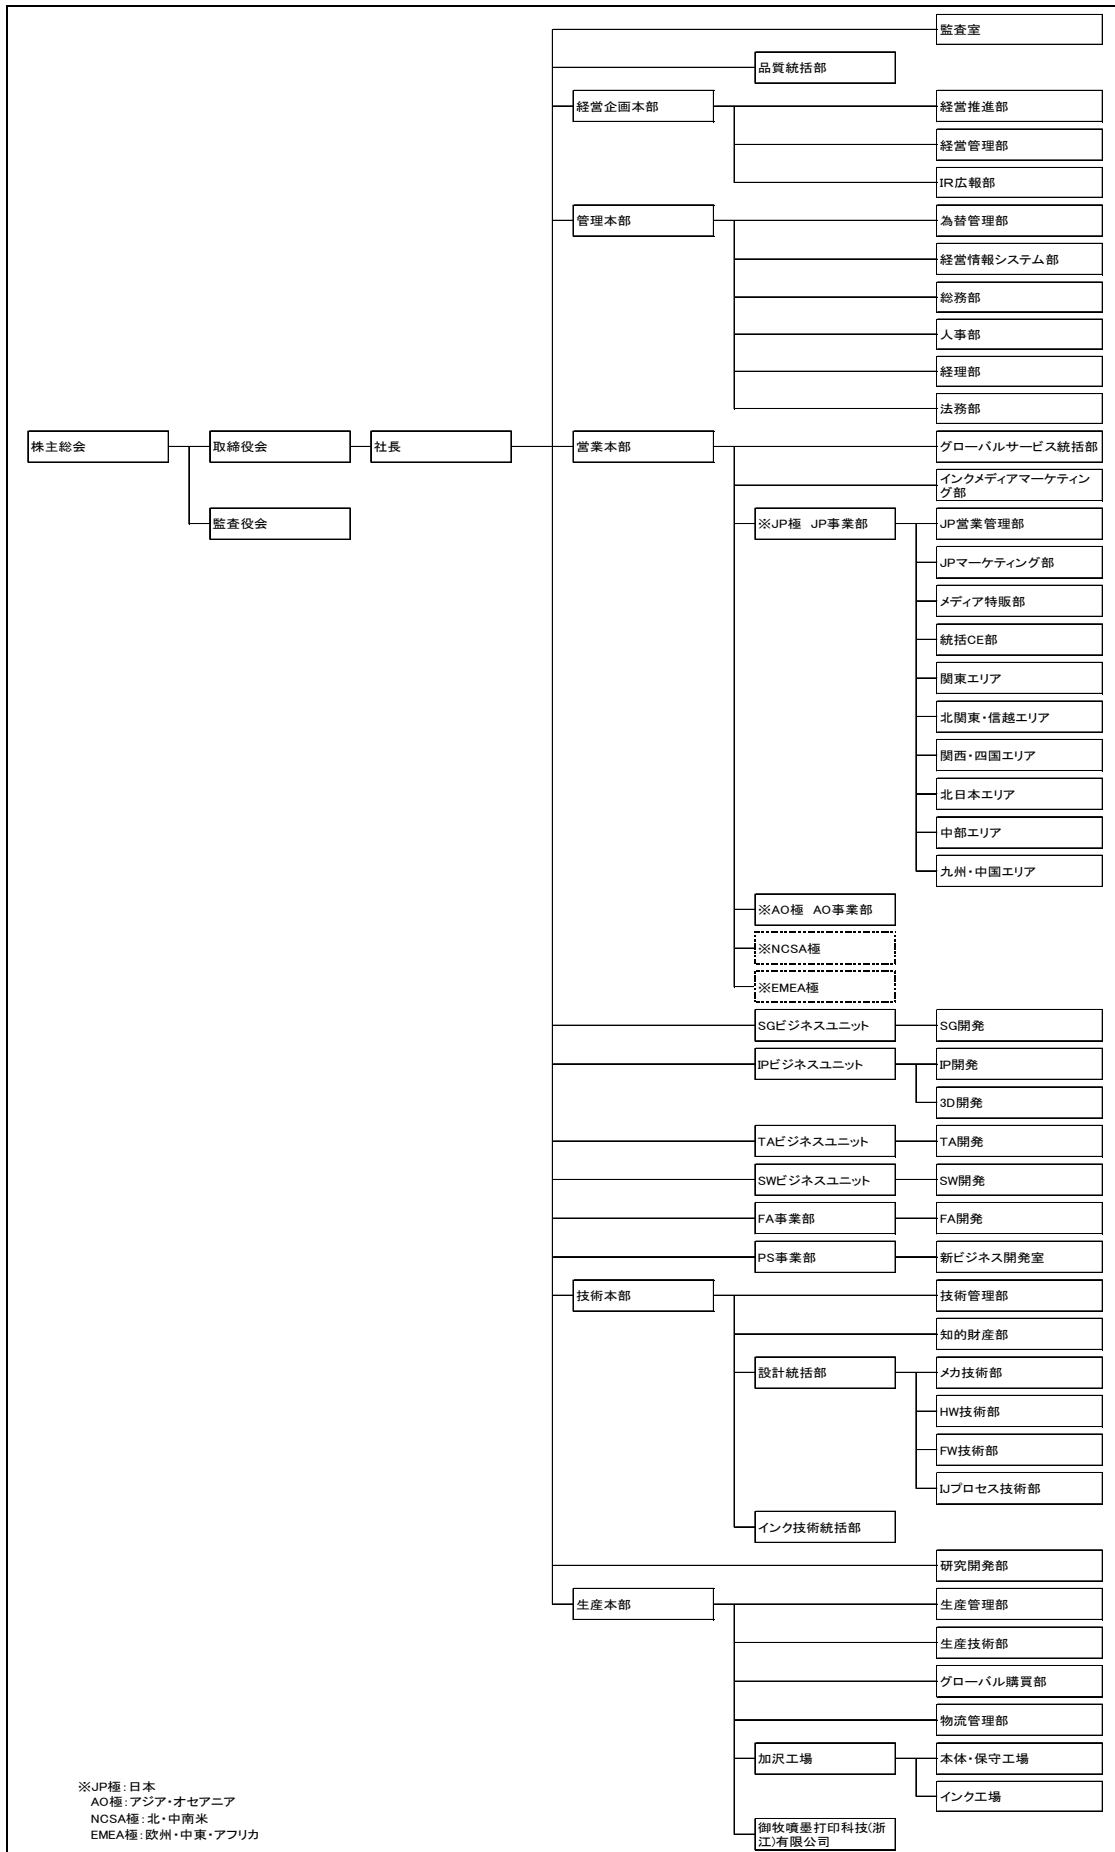 監査室
品質統括部
経営企画本部
経営推進部
経営管理部
IR広報部
管理本部
為替管理部
経営情報システム部
総務部
人事部
経理部
法務部
株主総会
取締役会
社長
営業本部
グローバルサービス統括部
監査役会
インクメディアマーケティン
グ部
※JP極 JP事業部
JP営業管理部
JPマーケティング部
メディア特販部
統括CE部
関東エリア
北関東・信越エリア
関西・四国エリア
北日本エリア
中部エリア
九州・中国エリア
※AO極 AO事業部
※NCSA極
※EMEA極
SGビジネスユニット
SG開発
IPビジネスユニット
IP開発
3D開発
TAビジネスユニット
TA開発
SWビジネスユニット
SW開発
FA事業部
FA開発
PS事業部
新ビジネス開発室
技術本部
技術管理部
知的財産部
設計統括部
メカ技術部
HW技術部
FW技術部
IJプロセス技術部
インク技術統括部
研究開発部
生産本部
生産管理部
生産技術部
グローバル購買部
物流管理部
加沢工場
本体・保守工場
インク工場
御牧噴墨打印科技(浙
江)有限公司
※JP極：日本
AO極：アジア・オセアニア
NCSA極：北・中南米
EMEA極：欧州・中東・アフリカ